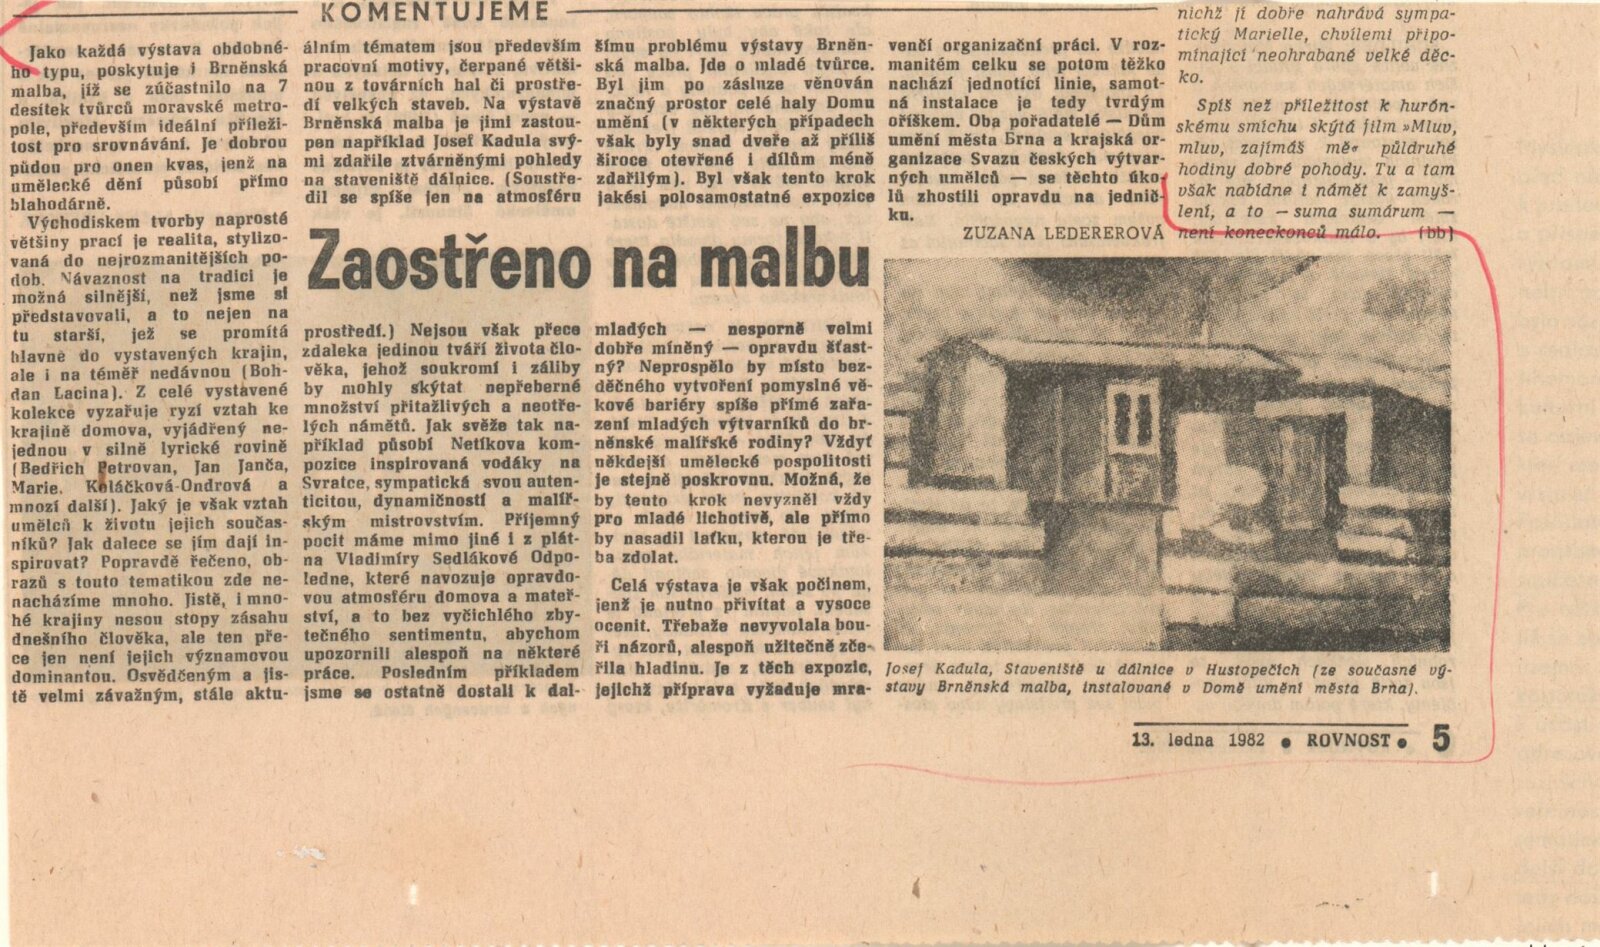 KOMENTUJEME
Jako každá výstava obdobné-
ho typu, poskytuje i Brněnská
malba, jíž se zúčastnilo na 7
desítek tvůrců moravské metro-
pole, především ideální příleži-
tost pro srovnávání. Je dobrou
půdou pro onen kvas, jenž na
umělecké dění působí přímo
blahodárně.
Východiskem tvorby naprosté
většiny prací je realita, stylizo-
vaná do nejrozmanitějších po-
dob. Návaznost na tradici je
možná silnější, než jsme si
představovali, a to nejen na
tu starší, jež se promítá
hlavně do vystavených krajin,
ale i na téměř nedávnou (Boh-
dan Lacina). Z celé vystavené
kolekce vyzařuje ryzí vztah ke
krajině domova, vyjádřený ne-
jednou v silně lyrické rovině
(Bedřich Petrovan, Jan Janča,
Marie. Koláčková-Ondrová a
mnozí další). Jaký je však vztah
umělců k životu jejich součas-
níků? Jak dalece se jím dají in-
spirovat? Popravdě řečeno, ob-
razů s touto tematikou zde ne-
nacházíme mnoho. Jistě, i mno-
hé krajiny nesou stopy zásahu
dnešního člověka, ale ten pře-
ce jen není jejich významovou
dominantou. Osvědčeným a jis-
tě velmi závažným, stále aktu-
álním tématem jsou především
pracovní motivy, čerpané větši-
nou z továrních hal či prostře-
dí velkých staveb. Na výstavě
Brněnská malba je jimi zastou-
pen například Josef Kadula svý-
mi zdařile ztvárněnými pohledy
na staveniště dálnice. (Soustře-
dil se spíše jen na atmosféru
Zaostřeno na malbu
prostředí.) Nejsou však přece
zdaleka jedinou tváří života člo-
věka, jehož soukromí i záliby
by mohly skýtat nepřeberné
množství přitažlivých a neotře-
lých námětů. Jak svěže tak na-
příklad působí Netíkova kom-
pozice inspirovaná vodáky na
Svratce, sympatická svou auten-
ticitou, dynamičností a malíř-
ským mistrovstvím. Příjemný
pocit máme mimo jiné i z plát-
na Vladimíry Sedlákové Odpo-
ledne, které navozuje opravdo-
vou atmosféru domova a mateř-
ství, a to bez vyčichlého zby-
tečného sentimentu, abychom
upozornili alespoň na některé
práce. Posledním příkladem
jsme se ostatně dostali k dal-
šímu problému výstavy Brněn-
ská malba. Jde o mladé tvůrce.
Byl jim po zásluze věnován
značný prostor celé haly Domu
umění (v některých případech
však byly snad dveře až příliš
široce otevřené i dílům méně
zdařilým). Byl však tento krok
jakési polosamostatné expozice
mladých — nesporně velmi
dobře míněný — opravdu šťast-
ný? Neprospělo by místo bez-
děčného vytvoření pomyslné vě-
kové bariéry spíše přímé zařa-
zení mladých výtvarníků do br-
něnské malířské rodiny? Vždyť
někdejší umělecké pospolitosti
je stejně poskrovnu. Možná, že
by tento krok nevyzněl vždy
pro mladé lichotivě, ale přímo
by nasadil laťku, kterou je tře-
ba zdolat.
Celá výstava je však počinem,
jenž je nutno přivítat a vysoce
ocenit. Třebaže nevyvolala bou-
ři názorů, alespoň užitečně zče-
řila hladinu. Je z těch expozic,
jejichž příprava vyžaduje mra-
venčí organizační práci. V roz-
manitém celku se potom těžko
nachází jednotící linie, samot-
ná instalace je tedy tvrdým
oříškem. Oba pořadatelé — Dům
umění města Brna a krajská or-
ganizace Svazu českých výtvar-
ných umělců — se těchto úko-
lů zhostili opravdu na jednič-
ku.
ZUZANA LEDEREROVÁ
nichž jí dobře nahrává sympa-
tický Marielle, chvílemi připo-
mínající neohrabané velké děc-
ko.
Spíš než příležitost k hurón-
skému smíchu skýtá film »Mluv,
mluv, zajímáš mě« půldruhé
hodiny dobré pohody. Tu a tam
však nabídne i námět k zamyš-
lení, a to — suma sumárum —
není koneckonců málo. (bb)
Josef Kadula, Staveniště u dálnice v Hustopečích (ze současné vý-
stavy Brněnská malba, instalované v Domě umění města Brna).
13. ledna 1982 ● ROVNOST ● 5